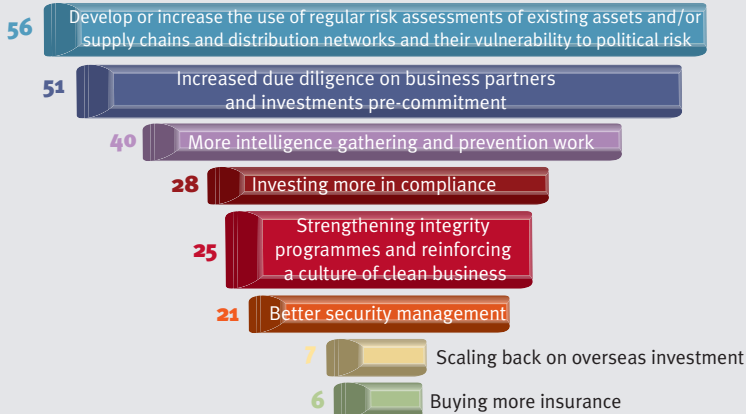 56
Develop or increase the use of regular risk assessments of existing assets and/or
supply chains and distribution networks and their vulnerability to political risk
51
Increased due diligence on business partners
and investments pre-commitment
40
More intelligence gathering and prevention work
28
Investing more in compliance
25
Strengthening integrity
programmes and reinforcing
a culture of clean business
21
Better security management
7
Scaling back on overseas investment
6
Buying more insurance